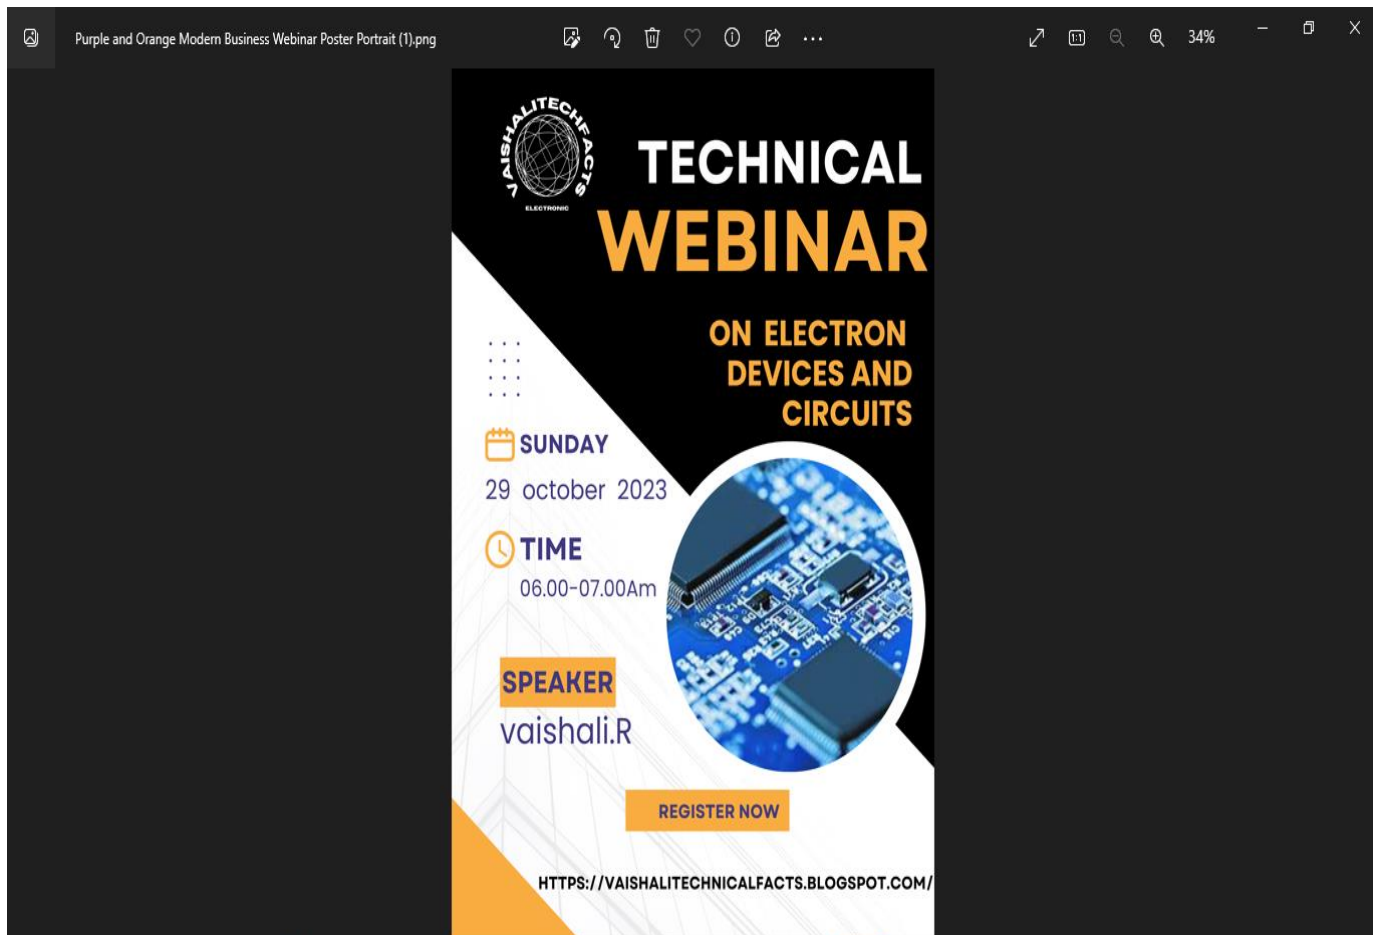 Purple and Orange Modern Business Webinar Poster Portrait (1).png
34%
VAISHALITECHFACTS
ELECTRONIC
TECHNICAL
WEBINAR
ON ELECTRON
DEVICES AND
CIRCUITS
SUNDAY
29 october 2023
TIME
06.00-07.00Am
SPEAKER
vaishali.R
REGISTER NOW
HTTPS://VAISHALITECHNICALFACTS.BLOGSPOT.COM/